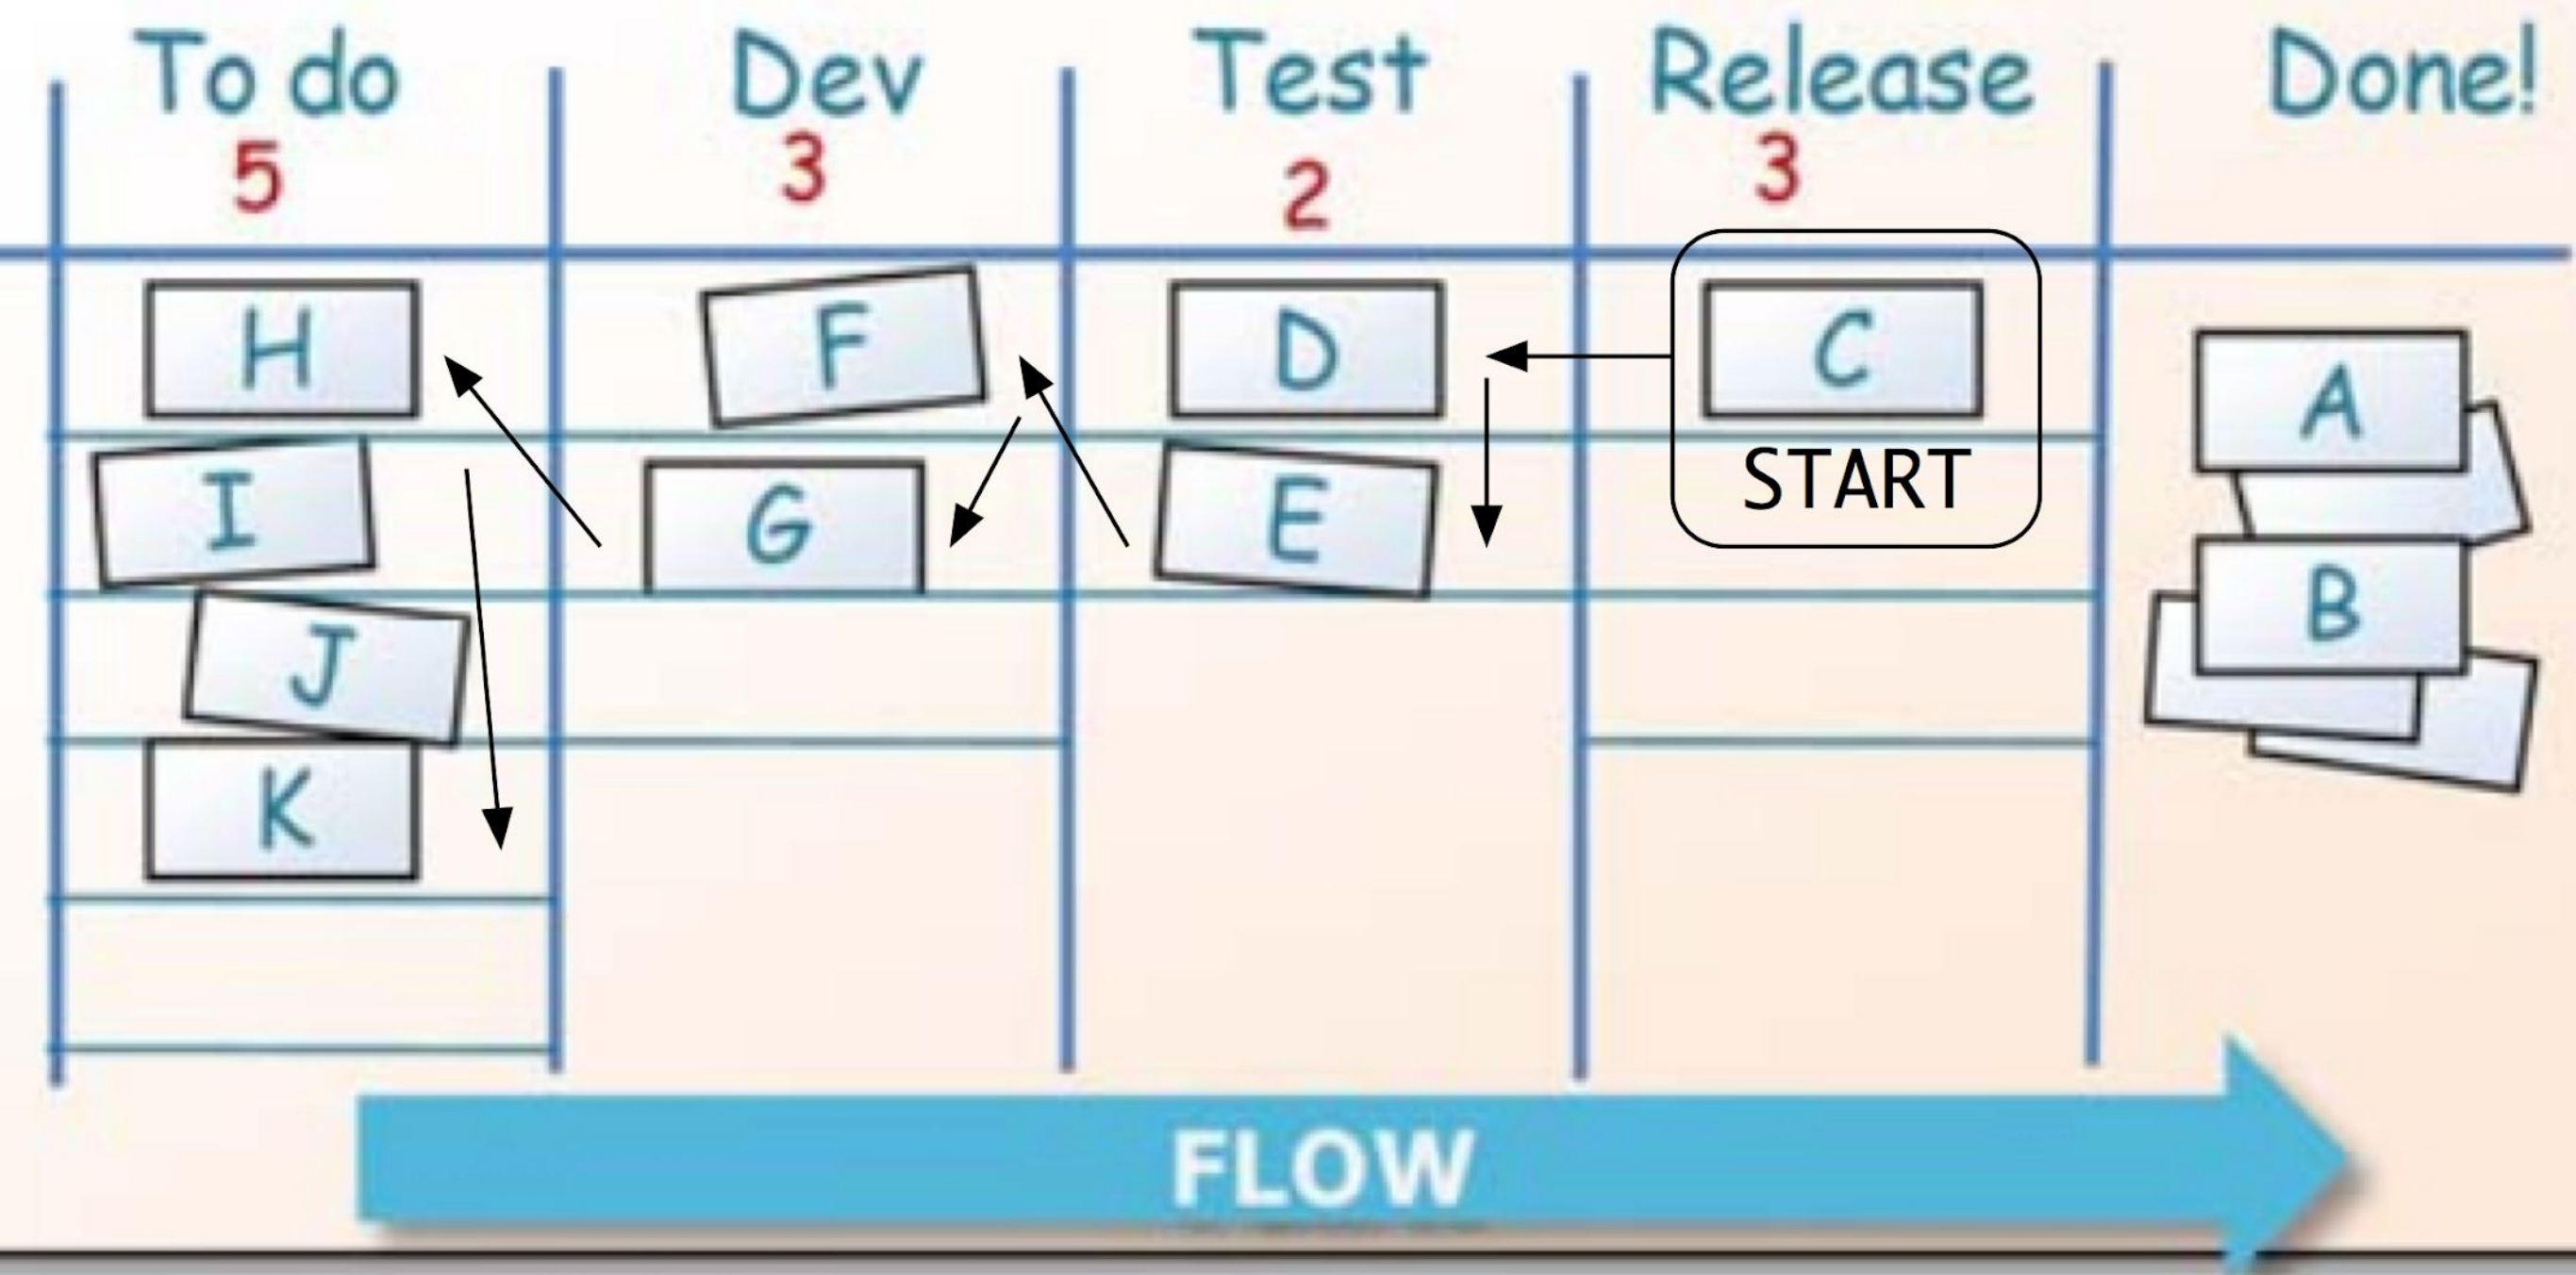 To do Dev Test Release Done!
5 3 2 3
H F D C A
START
I G E B
J
K
FLOW